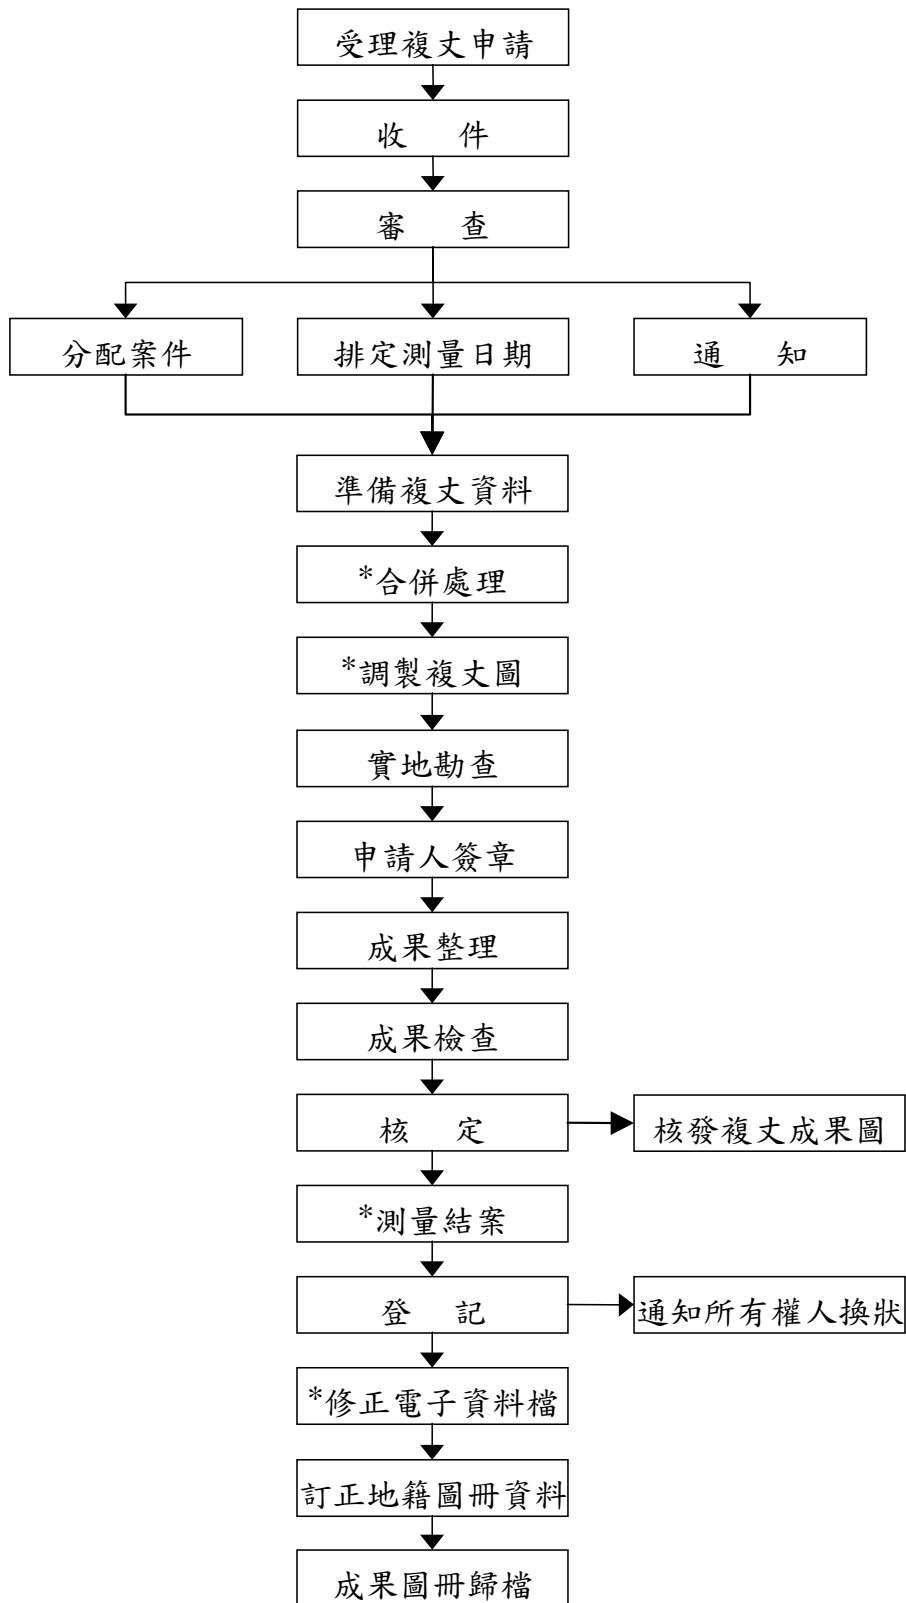 受理複丈申請
收 件
審 查
分配案件
排定測量日期
通 知
準備複丈資料
*合併處理
*調製複丈圖
實地勘查
申請人簽章
成果整理
成果檢查
核 定
核發複丈成果圖
*測量結案
登 記
通知所有權人換狀
*修正電子資料檔
訂正地籍圖冊資料
成果圖冊歸檔